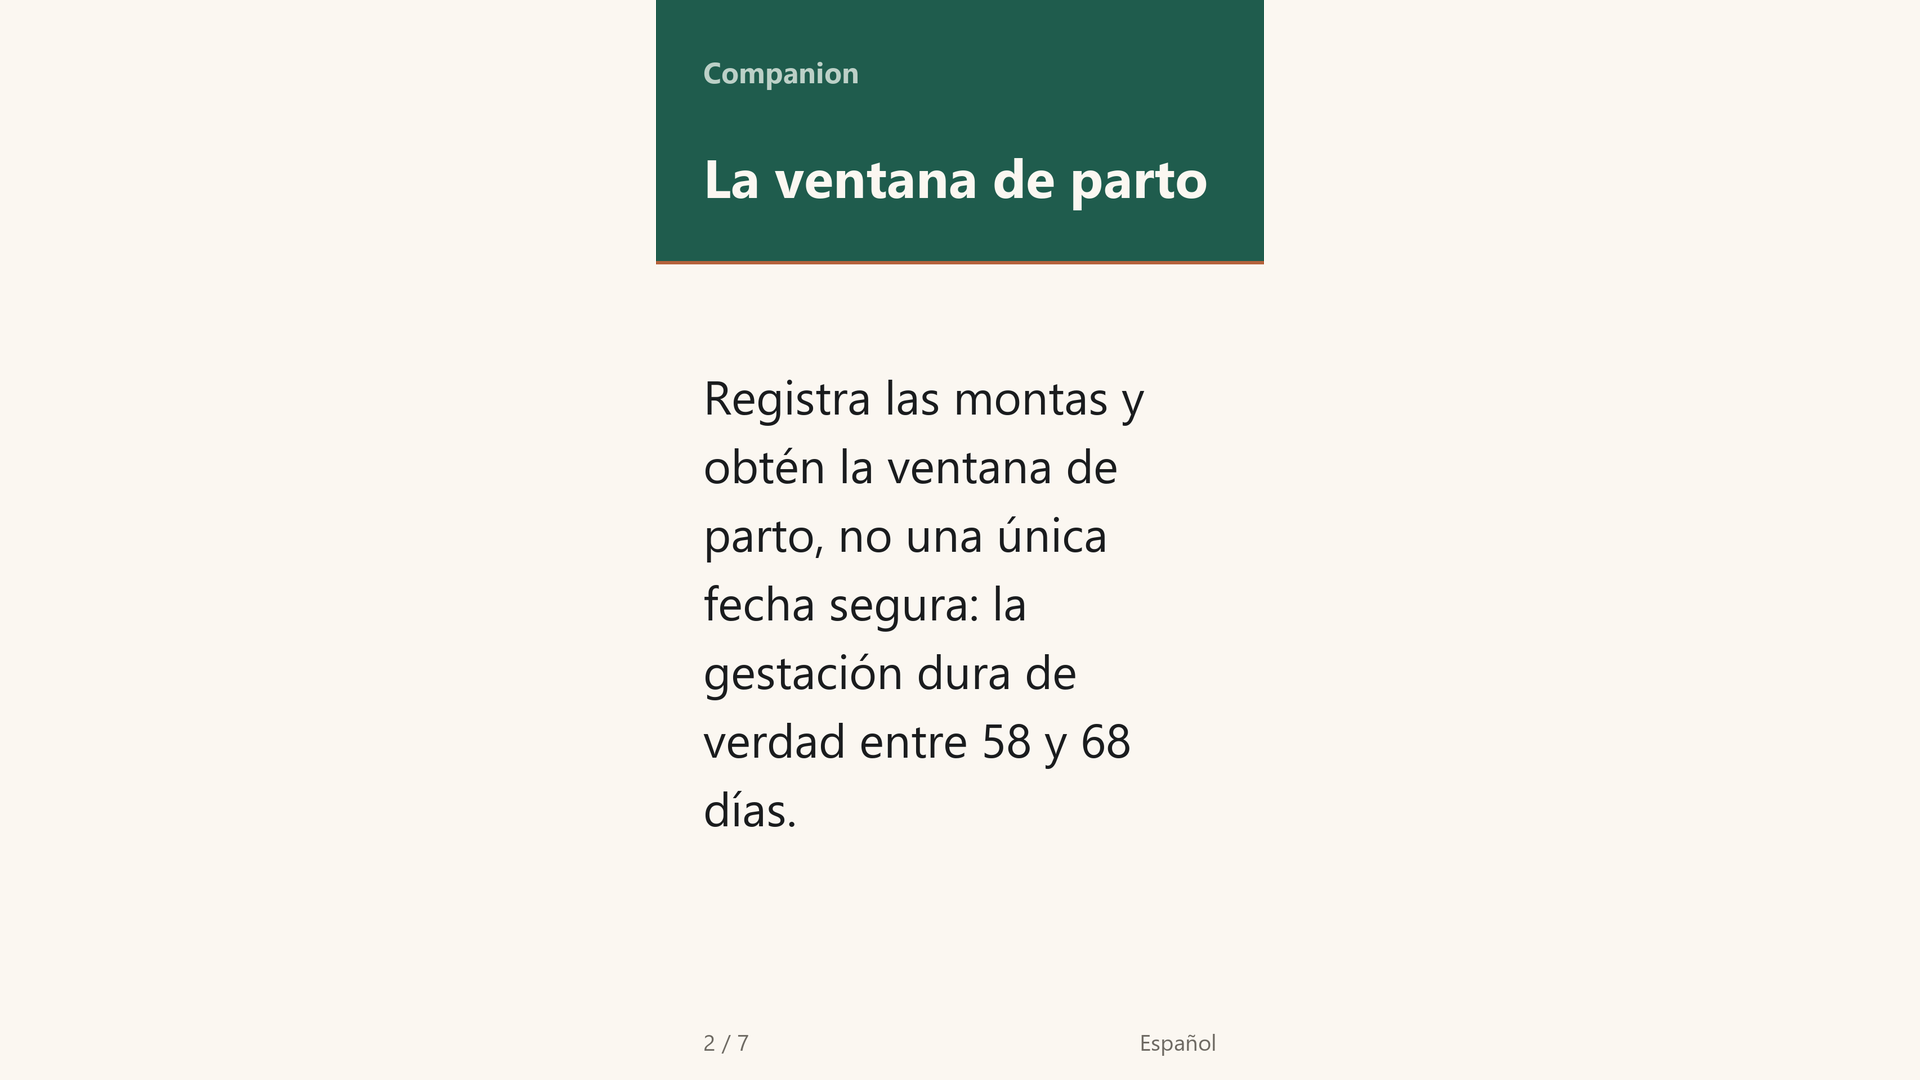 Companion
La ventana de parto
Registra las montas y
obtén la ventana de
parto, no una única
fecha segura: la
gestación dura de
verdad entre 58 y 68
días.
2 / 7
Español